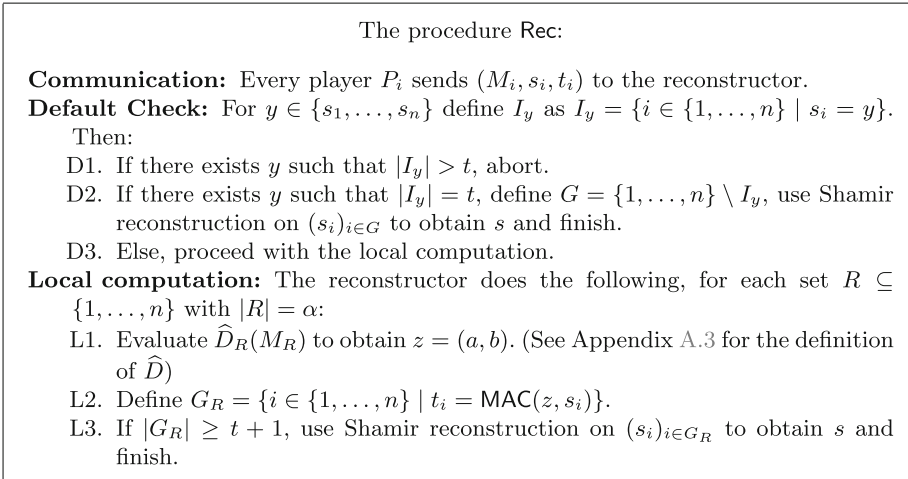 The procedure Rec:
Communication: Every player P_i sends (M_i, s_i, t_i) to the reconstructor.
Default Check: For y ∈ {s_1, . . . , s_n} define I_y as I_y = {i ∈ {1, . . . , n} | s_i = y}.
Then:
D1. If there exists y such that |I_y| > t, abort.
D2. If there exists y such that |I_y| = t, define G = {1, . . . , n} \ I_y, use Shamir
reconstruction on (s_i)_{i∈G} to obtain s and finish.
D3. Else, proceed with the local computation.
Local computation: The reconstructor does the following, for each set R ⊆
{1, . . . , n} with |R| = α:
L1. Evaluate D̂_R(M_R) to obtain z = (a, b). (See Appendix A.3 for the definition
of D̂)
L2. Define G_R = {i ∈ {1, . . . , n} | t_i = MAC(z, s_i)}.
L3. If |G_R| ≥ t + 1, use Shamir reconstruction on (s_i)_{i∈G_R} to obtain s and
finish.